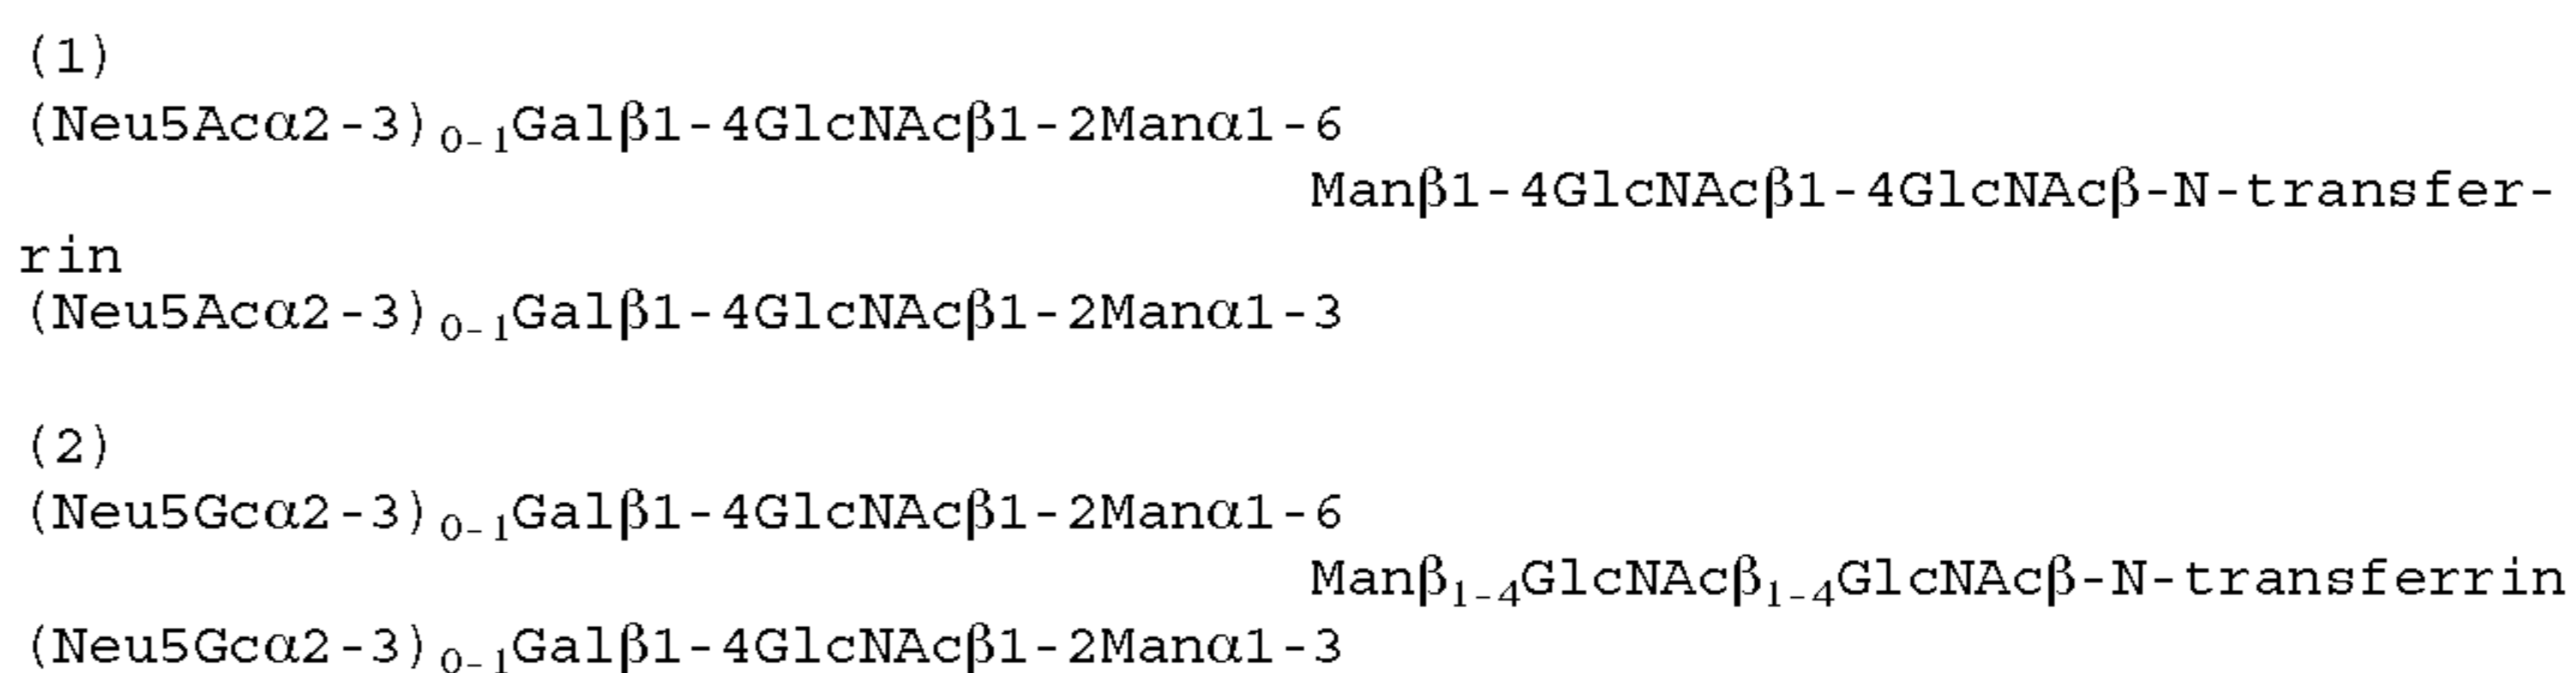 (1)
(Neu5Acα2-3)₀₋₁Galβ1-4GlcNAcβ1-2Manα1-6
Manβ1-4GlcNAcβ1-4GlcNAcβ-N-transfer-
rin
(Neu5Acα2-3)₀₋₁Galβ1-4GlcNAcβ1-2Manα1-3
(2)
(Neu5Gcα2-3)₀₋₁Galβ1-4GlcNAcβ1-2Manα1-6
Manβ₁₋₄GlcNAcβ₁₋₄GlcNAcβ-N-transferrin
(Neu5Gcα2-3)₀₋₁Galβ1-4GlcNAcβ1-2Manα1-3